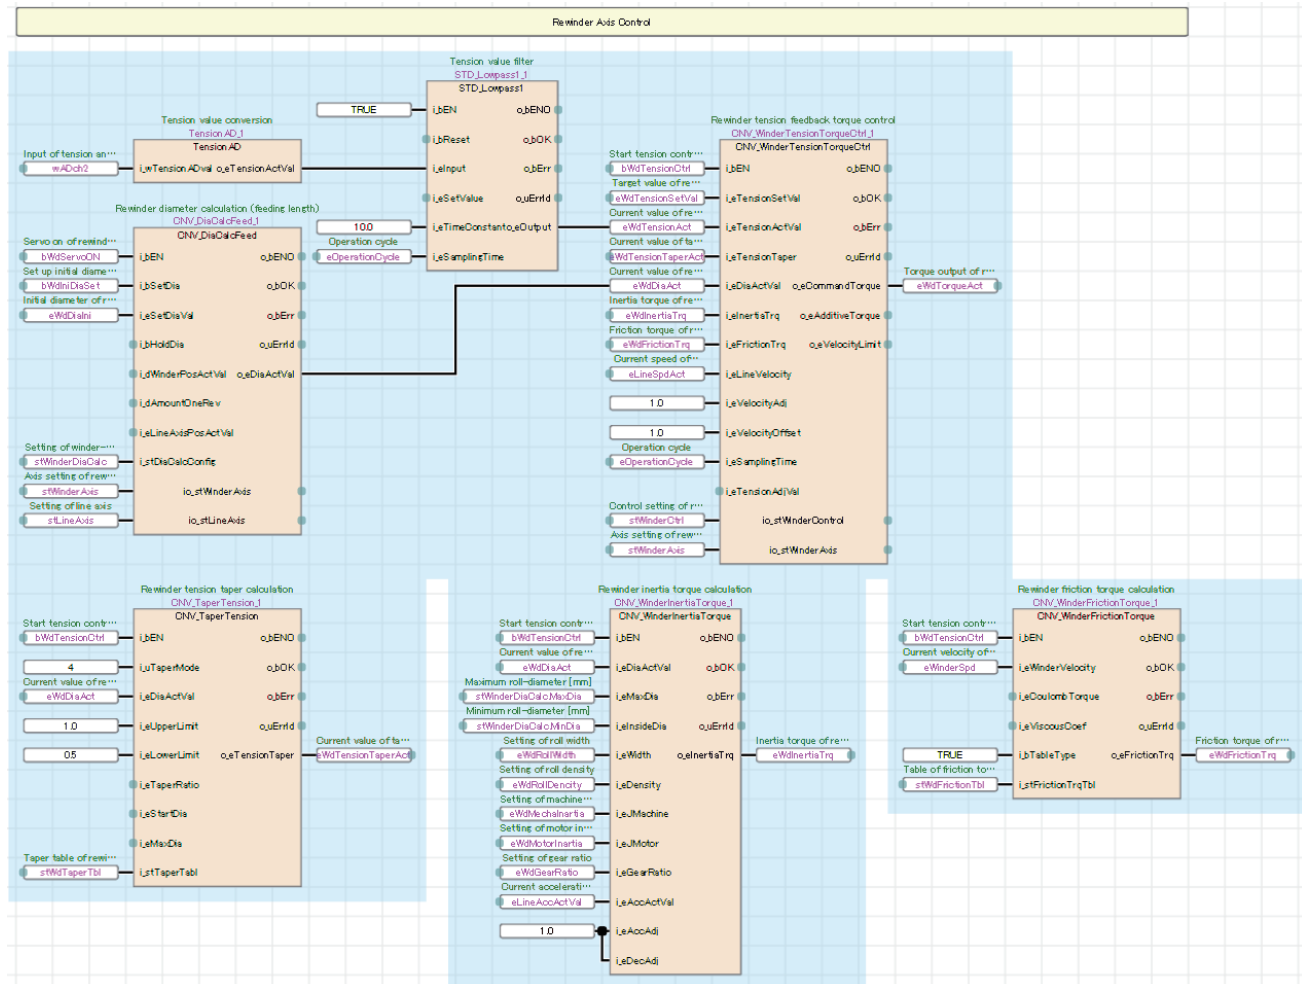 Rewinder Axis Control
Tension value filter
STD_Lowpass1_1
STD_Lowpass1
TRUE
i_bEN
o_bENO
i_bReset
o_bOK
i_eInput
o_bErr
i_eSetValue
o_uErrId
10.0
i_eTimeConstant
o_eOutput
Operation cycle
eOperationCycle
i_eSamplingTime
Tension value conversion
TensionAD_1
TensionAD
Input of tension an…
wADch2
i_wTensionADval
o_eTensionActVal
Rewinder diameter calculation (feeding length)
CNV_DiaCalcFeed_1
CNV_DiaCalcFeed
Servo on of rewind…
bWdServoON
i_bEN
o_bENO
Set up initial diame…
bWdIniDiaSet
i_bSetDia
o_bOK
Initial diameter of r…
eWdDiaIni
i_eSetDiaVal
o_bErr
i_bHoldDia
o_uErrId
i_dWinderPosActVal
o_eDiaActVal
i_dAmountOneRev
i_eLineAxisPosActVal
Setting of winder-…
stWinderDiaCalc
i_stDiaCalcConfig
Axis setting of rew…
stWinderAxis
io_stWinderAxis
Setting of line axis
stLineAxis
io_stLineAxis
Rewinder tension feedback torque control
CNV_WinderTensionTorqueCtrl_1
CNV_WinderTensionTorqueCtrl
Start tension contr…
bWdTensionCtrl
i_bEN
o_bENO
Target value of re…
eWdTensionSetVal
i_eTensionSetVal
o_bOK
Current value of re…
eWdTensionAct
i_eTensionActVal
o_bErr
Current value of ta…
eWdTensionTaperAct
i_eTensionTaper
o_uErrId
Current value of re…
eWdDiaAct
i_eDiaActVal
o_eCommandTorque
Torque output of r…
eWdTorqueAct
Inertia torque of re…
eWdInertiaTrq
i_eInertiaTrq
o_eAdditiveTorque
Friction torque of r…
eWdFrictionTrq
i_eFrictionTrq
o_eVelocityLimit
Current speed of…
eLineSpdAct
i_eLineVelocity
1.0
i_eVelocityAdj
1.0
i_eVelocityOffset
Operation cycle
eOperationCycle
i_eSamplingTime
i_eTensionAdjVal
Control setting of r…
stWinderCtrl
io_stWinderControl
Axis setting of rew…
stWinderAxis
io_stWinderAxis
Rewinder tension taper calculation
CNV_TaperTension_1
CNV_TaperTension
Start tension contr…
bWdTensionCtrl
i_bEN
o_bENO
4
i_uTaperMode
o_bOK
Current value of re…
eWdDiaAct
i_eDiaActVal
o_bErr
1.0
i_eUpperLimit
o_uErrId
0.5
i_eLowerLimit
o_eTensionTaper
Current value of ta…
eWdTensionTaperAct
i_eTaperRatio
i_eStartDia
i_eMaxDia
Taper table of rewi…
stWdTaperTbl
i_stTaperTabl
Rewinder inertia torque calculation
CNV_WinderInertiaTorque_1
CNV_WinderInertiaTorque
Start tension contr…
bWdTensionCtrl
i_bEN
o_bENO
Current value of re…
eWdDiaAct
i_eDiaActVal
o_bOK
Maximum roll-diameter [mm]
stWinderDiaCalc.MaxDia
i_eMaxDia
o_bErr
Minimum roll-diameter [mm]
stWinderDiaCalc.MinDia
i_eInsideDia
o_uErrId
Setting of roll width
eWdRollWidth
i_eWidth
o_eInertiaTrq
Inertia torque of re…
eWdInertiaTrq
Setting of roll density
eWdRollDencity
i_eDensity
Setting of machine…
eWdMechaInartia
i_eJMachine
Setting of motor in…
eWdMotorInartia
i_eJMotor
Setting of gear ratio
eWdGearRatio
i_eGearRatio
Current accelerati…
eLineAccActVal
i_eAccActVal
1.0
i_eAccAdj
i_eDecAdj
Rewinder friction torque calculation
CNV_WinderFrictionTorque_1
CNV_WinderFrictionTorque
Start tension contr…
bWdTensionCtrl
i_bEN
o_bENO
Current velocity of…
eWinderSpd
i_eWinderVelocity
o_bOK
i_eCoulombTorque
o_bErr
i_eViscousCoef
o_uErrId
TRUE
i_bTableType
o_eFrictionTrq
Friction torque of r…
eWdFrictionTrq
Table of friction to…
stWdFrictionTbl
i_stFrictionTrqTbl